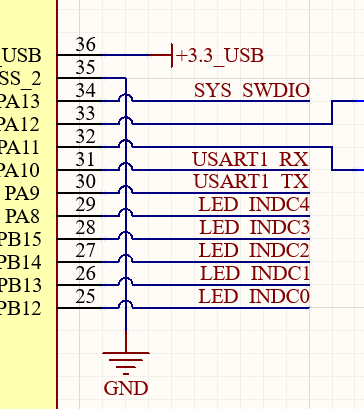 36
_USB +3.3_USB
35
SS_2
34 SYS_SWDIO
PA13
33
PA12
32
PA11
31 USART1_RX
PA10
30 USART1_TX
PA9
29 LED_INDC4
PA8
28 LED_INDC3
PB15
27 LED_INDC2
PB14
26 LED_INDC1
PB13
25 LED_INDC0
PB12
GND